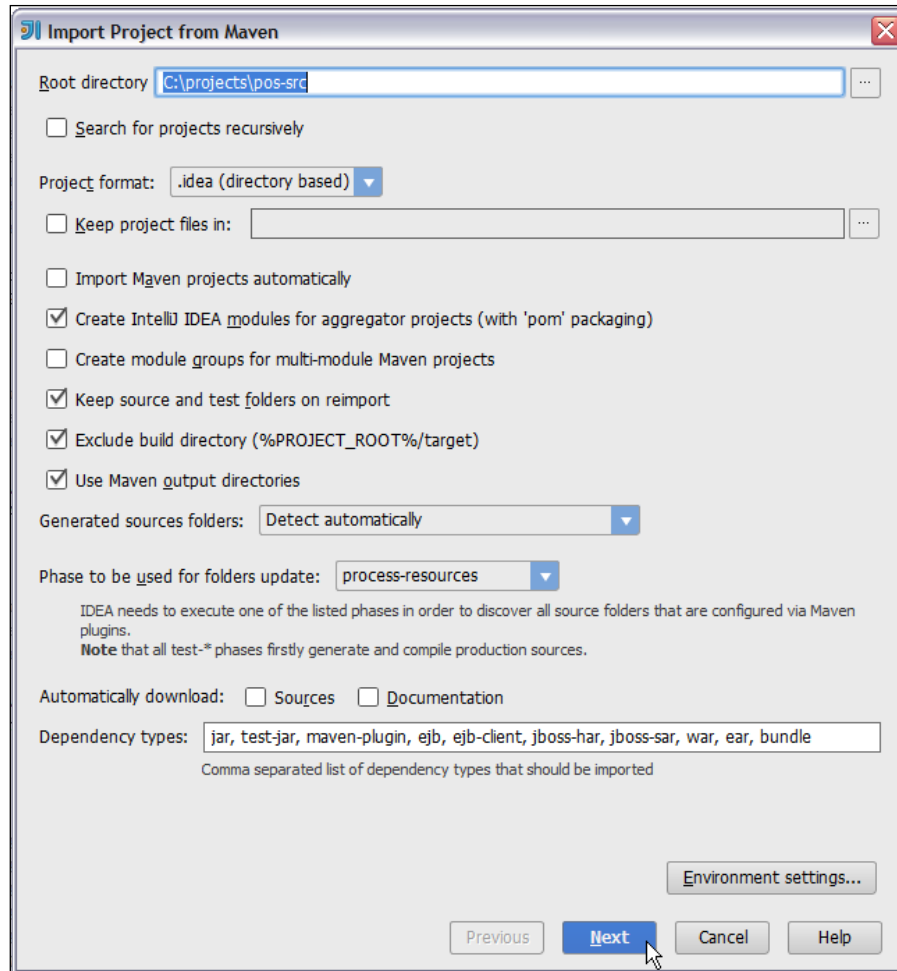 Import Project from Maven
Root directory C:\projects\pos-src ...
Search for projects recursively
Project format: .idea (directory based)
Keep project files in: ...
Import Maven projects automatically
Create IntelliJ IDEA modules for aggregator projects (with 'pom' packaging)
Create module groups for multi-module Maven projects
Keep source and test folders on reimport
Exclude build directory (%PROJECT_ROOT%/target)
Use Maven output directories
Generated sources folders: Detect automatically
Phase to be used for folders update: process-resources
IDEA needs to execute one of the listed phases in order to discover all source folders that are configured via Maven
plugins.
Note that all test-* phases firstly generate and compile production sources.
Automatically download: Sources Documentation
Dependency types: jar, test-jar, maven-plugin, ejb, ejb-client, jboss-har, jboss-sar, war, ear, bundle
Comma separated list of dependency types that should be imported
Environment settings...
Previous Next Cancel Help